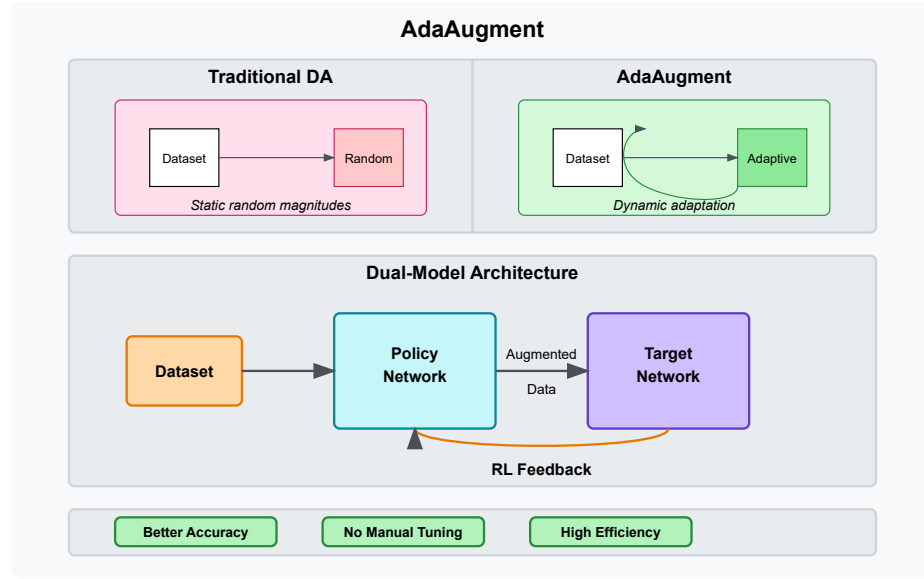 AdaAugment
Traditional DA
Dataset
Random
Static random magnitudes
AdaAugment
Dataset
Adaptive
Dynamic adaptation
Dual-Model Architecture
Dataset
Policy
Network
Augmented
Data
Target
Network
RL Feedback
Better Accuracy
No Manual Tuning
High Efficiency